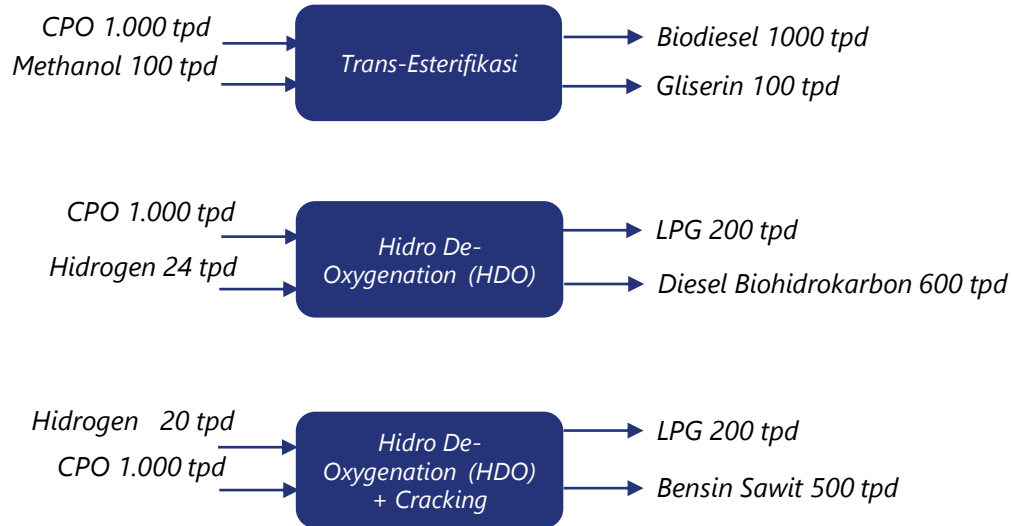 CPO 1.000 tpd
Methanol 100 tpd
Trans-Esterifikasi
Biodiesel 1000 tpd
Gliserin 100 tpd
CPO 1.000 tpd
Hidrogen 24 tpd
Hidro De-
Oxygenation (HDO)
LPG 200 tpd
Diesel Biohidrokarbon 600 tpd
Hidrogen 20 tpd
CPO 1.000 tpd
Hidro De-
Oxygenation (HDO)
+ Cracking
LPG 200 tpd
Bensin Sawit 500 tpd